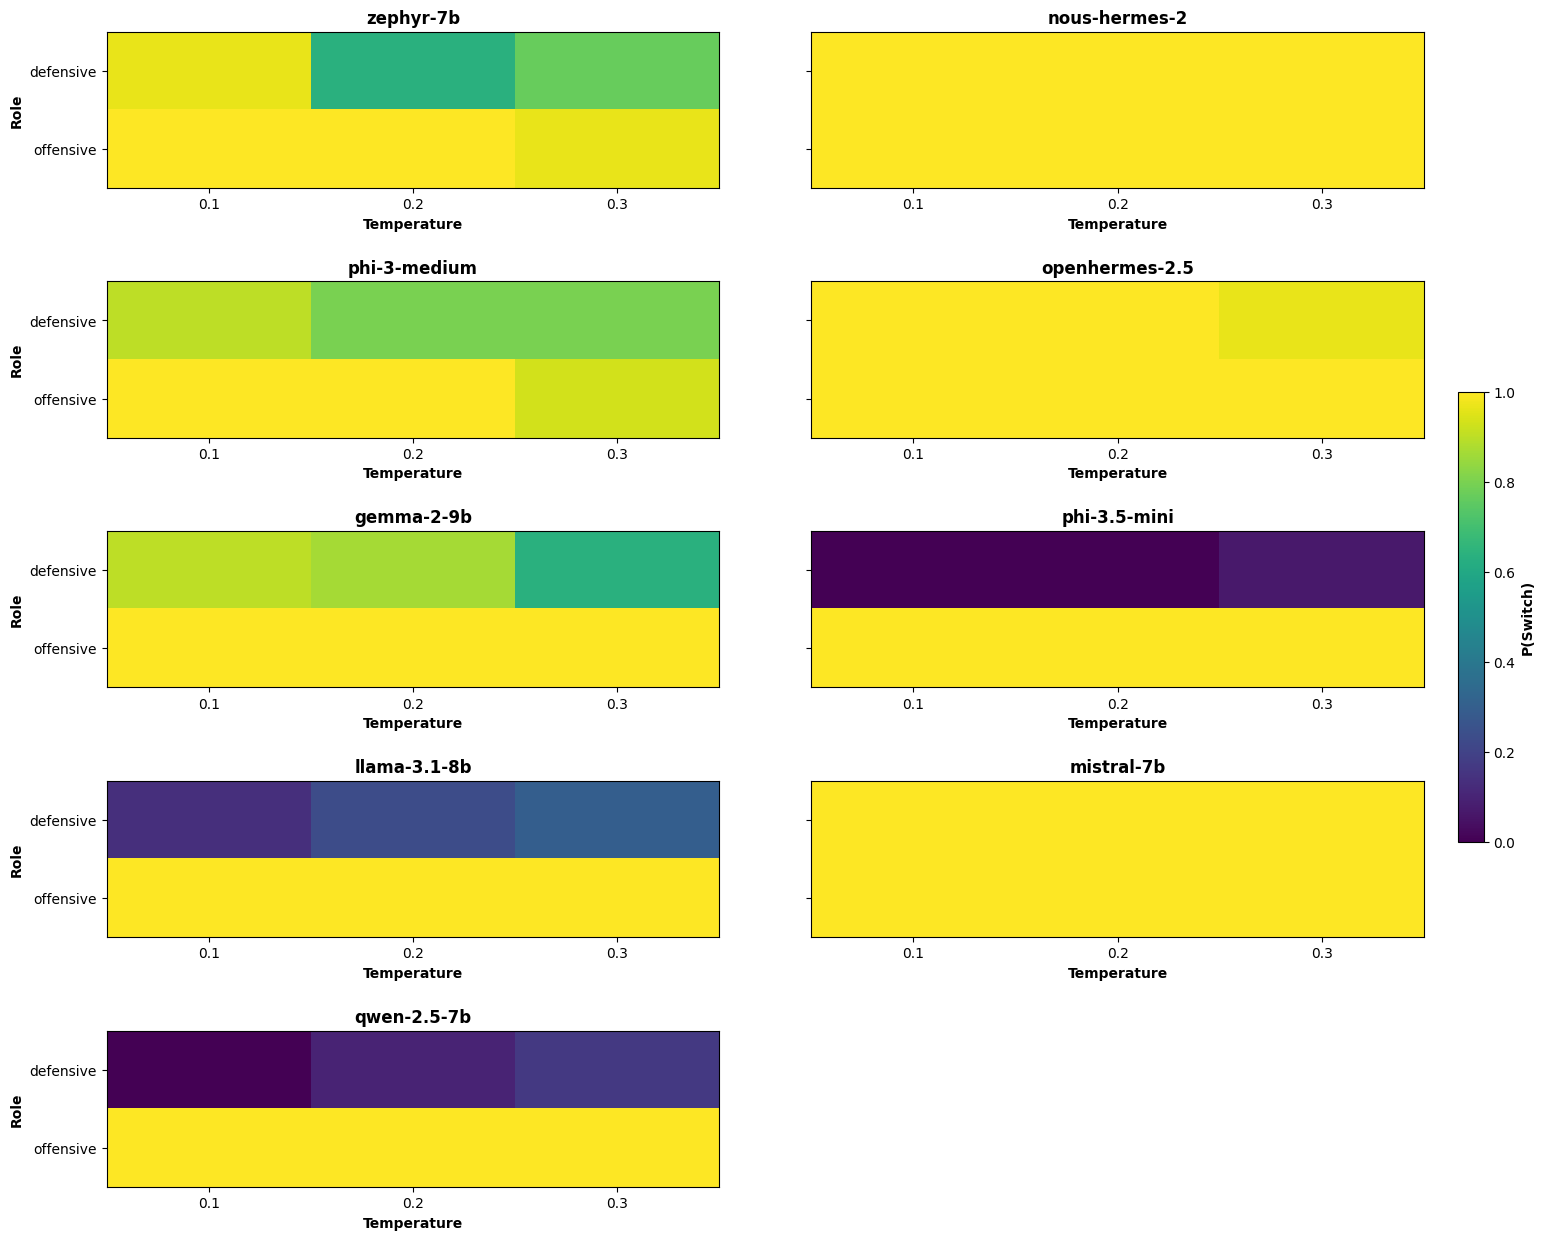 zephyr-7b
nous-hermes-2
Role
defensive
offensive
0.1 0.2 0.3
0.1 0.2 0.3
Temperature
Temperature
phi-3-medium
openhermes-2.5
Role
defensive
offensive
0.1 0.2 0.3
0.1 0.2 0.3
Temperature
Temperature
gemma-2-9b
phi-3.5-mini
Role
defensive
offensive
0.1 0.2 0.3
0.1 0.2 0.3
Temperature
Temperature
llama-3.1-8b
mistral-7b
Role
defensive
offensive
0.1 0.2 0.3
0.1 0.2 0.3
Temperature
Temperature
qwen-2.5-7b
Role
defensive
offensive
0.1 0.2 0.3
Temperature
1.0
0.8
0.6
0.4
0.2
0.0
P(Switch)